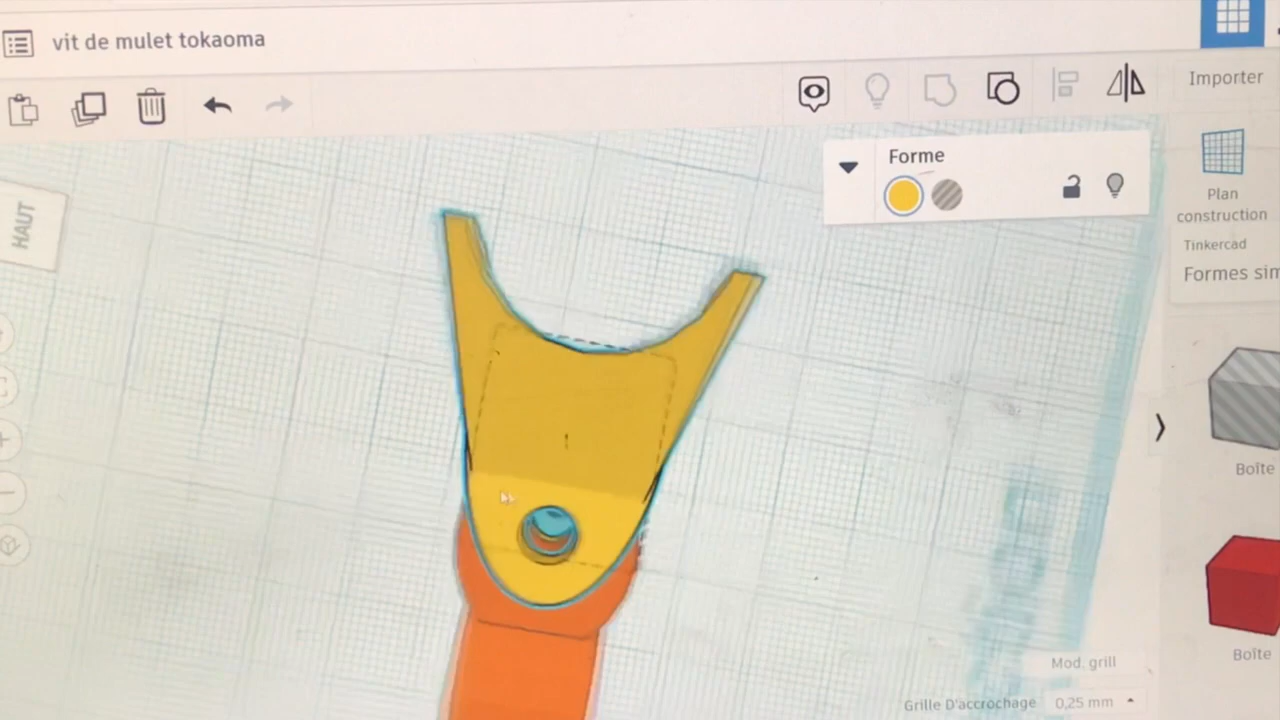 vit de mulet tokaoma
Importer
Forme
HAUT
Plan
construction
Tinkercad
Formes sim
Boîte
Boîte
Mod. grill
Grille D'accrochage 0,25 mm